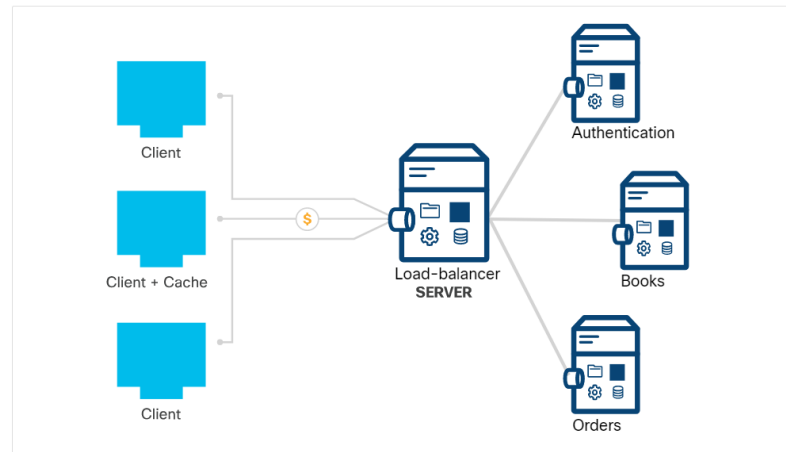 Client
Client + Cache
Client
$
Load-balancer
SERVER
Authentication
Books
Orders